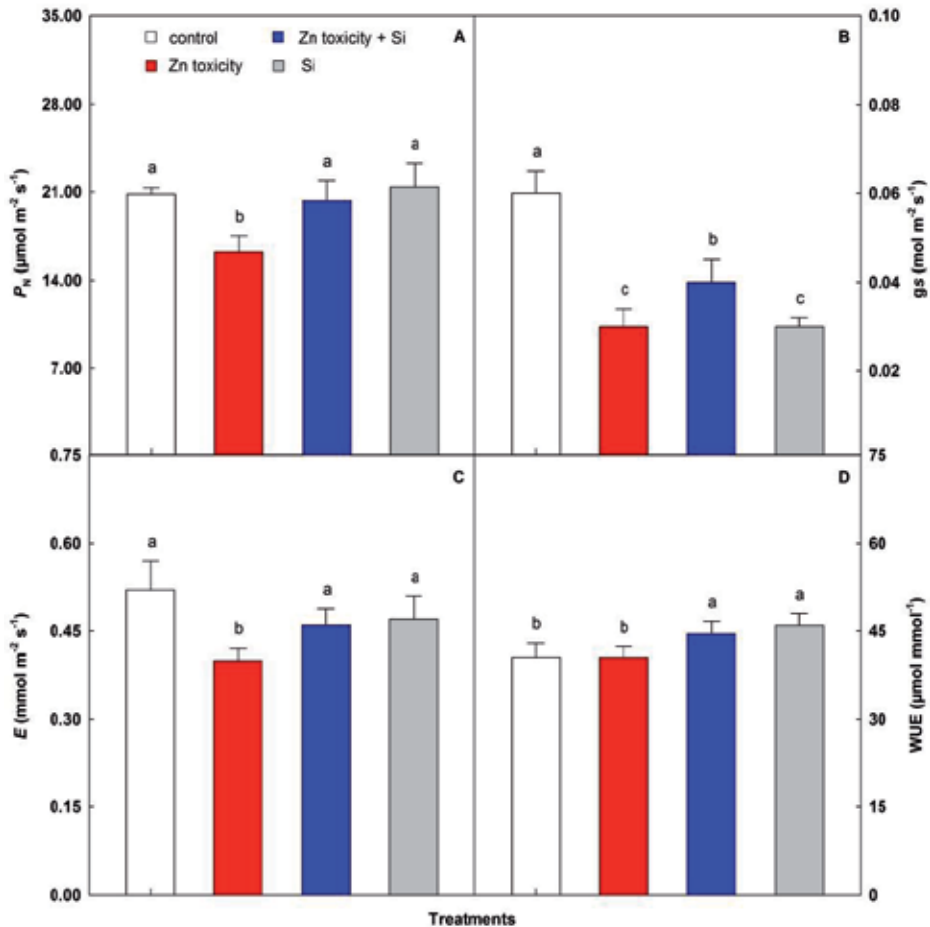 35.00
28.00
21.00
14.00
7.00
0.75
P_N (µmol m⁻² s⁻¹)
control
Zn toxicity + Si
Zn toxicity
Si
A
a
b
a
a
B
a
c
b
c
0.10
0.08
0.06
0.04
0.02
75
gs (mol m⁻² s⁻¹)
0.60
0.45
0.30
0.15
0.00
E (mmol m⁻² s⁻¹)
C
a
b
a
a
D
b
b
a
a
60
45
30
15
0
WUE (µmol mmol⁻¹)
Treatments